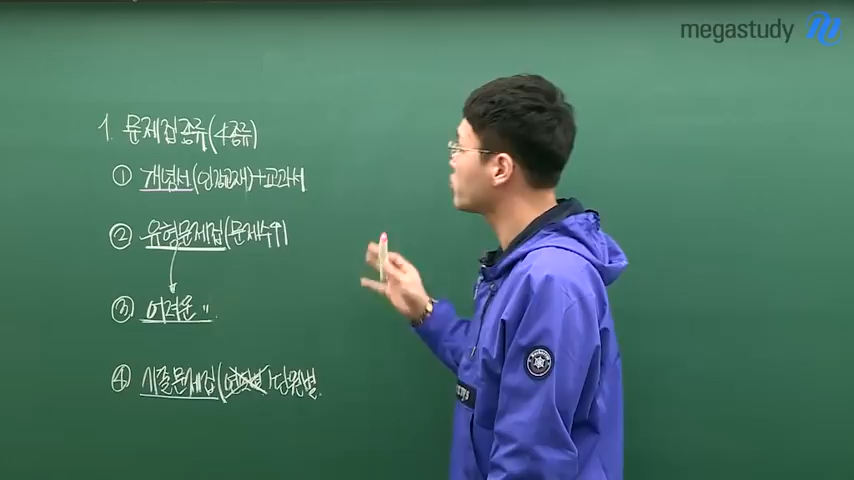 megastudy
1. 문제집종류(4종류)
① 개념서(인강교재)+교과서
② 유형문제집(문제수↑)
③ 어려운 〃
④ 기출문제집( 단원별